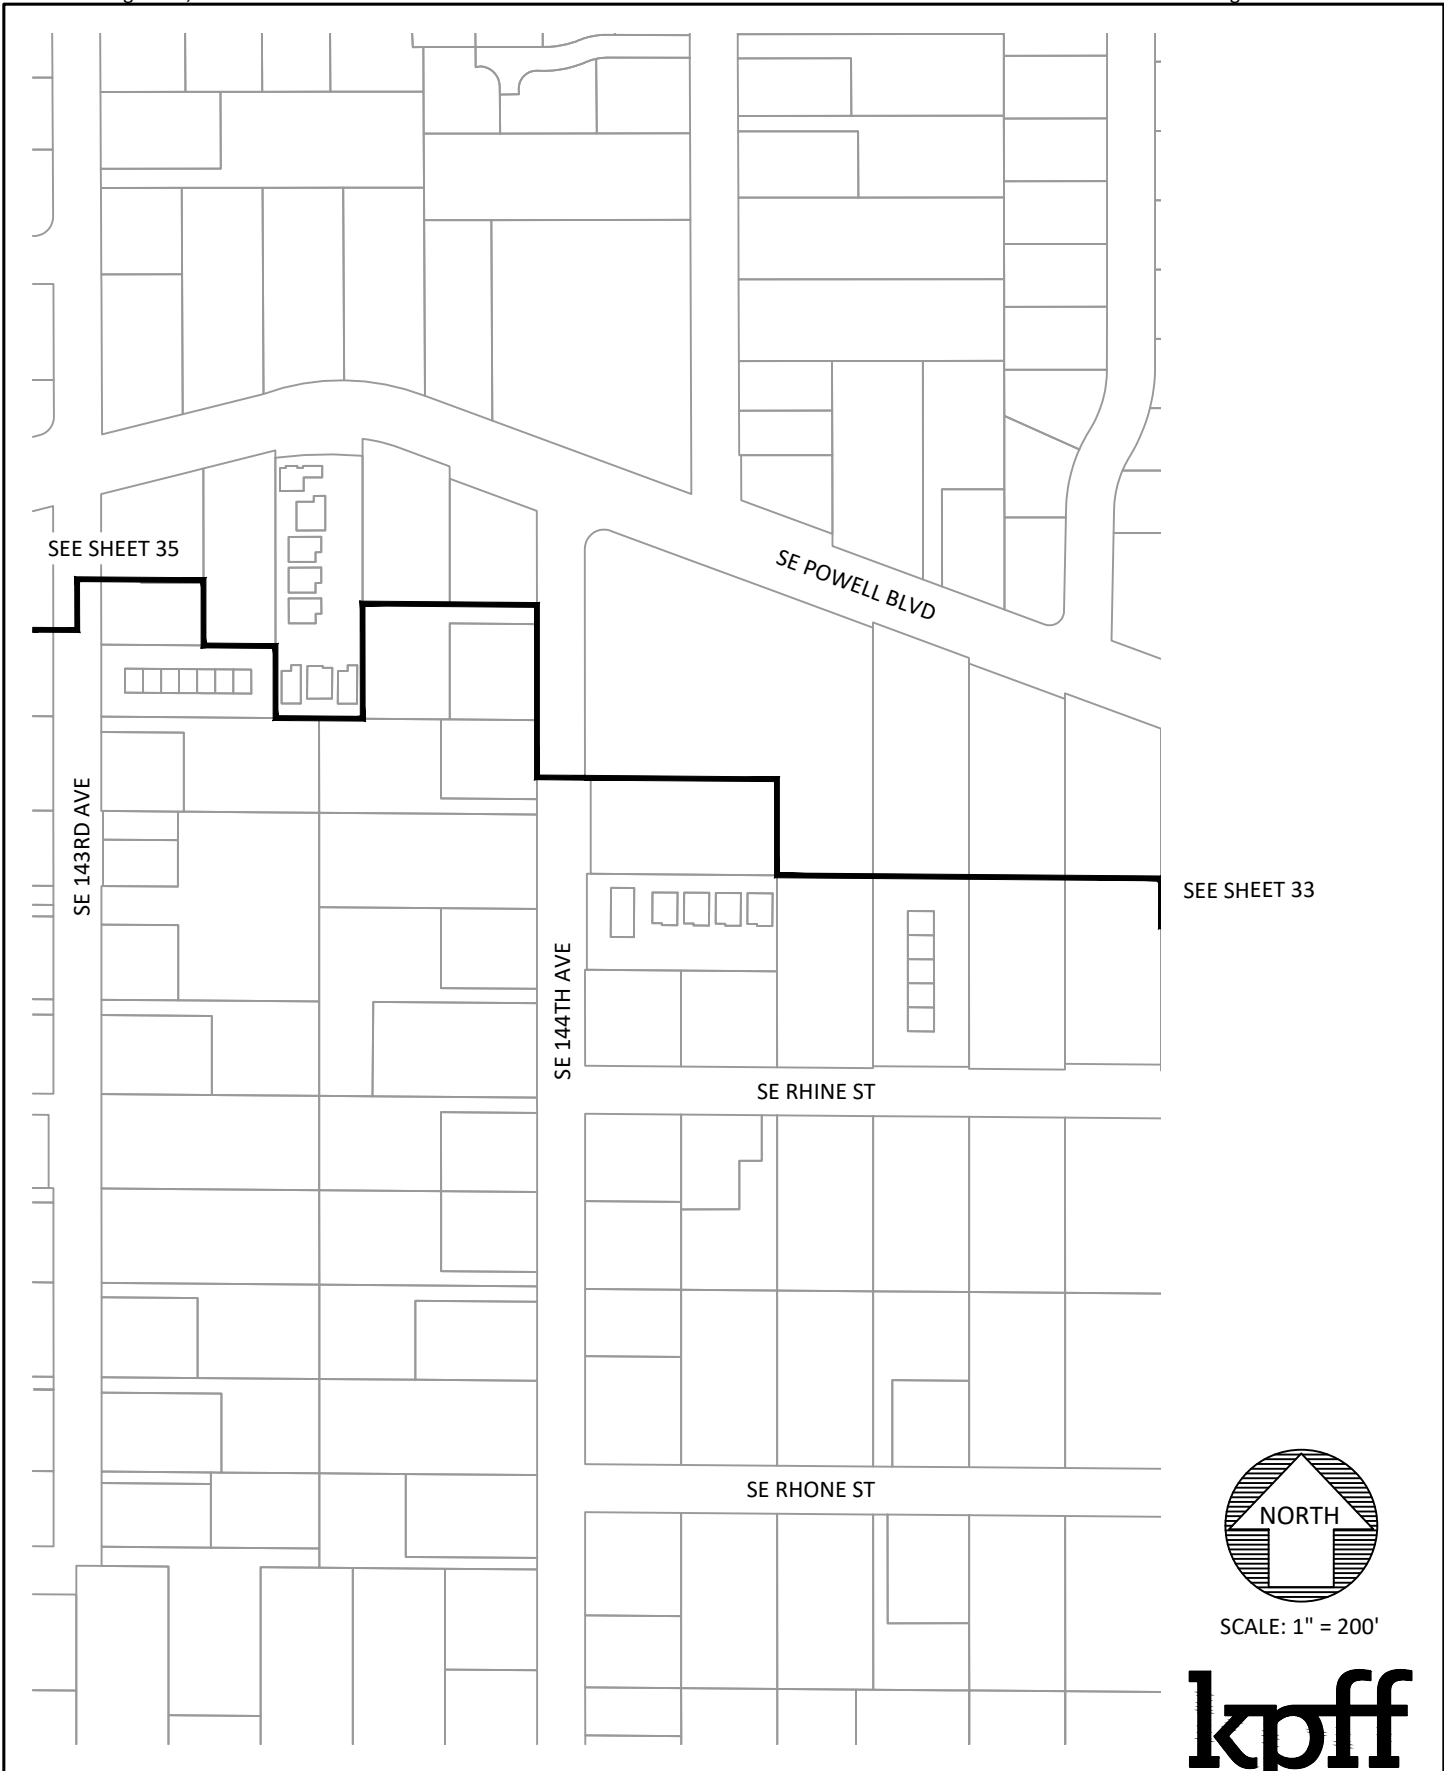 SEE SHEET 35
SE POWELL BLVD
SE 143RD AVE
SEE SHEET 33
SE 144TH AVE
SE RHINE ST
SE RHONE ST
NORTH
SCALE: 1" = 200'
kpff